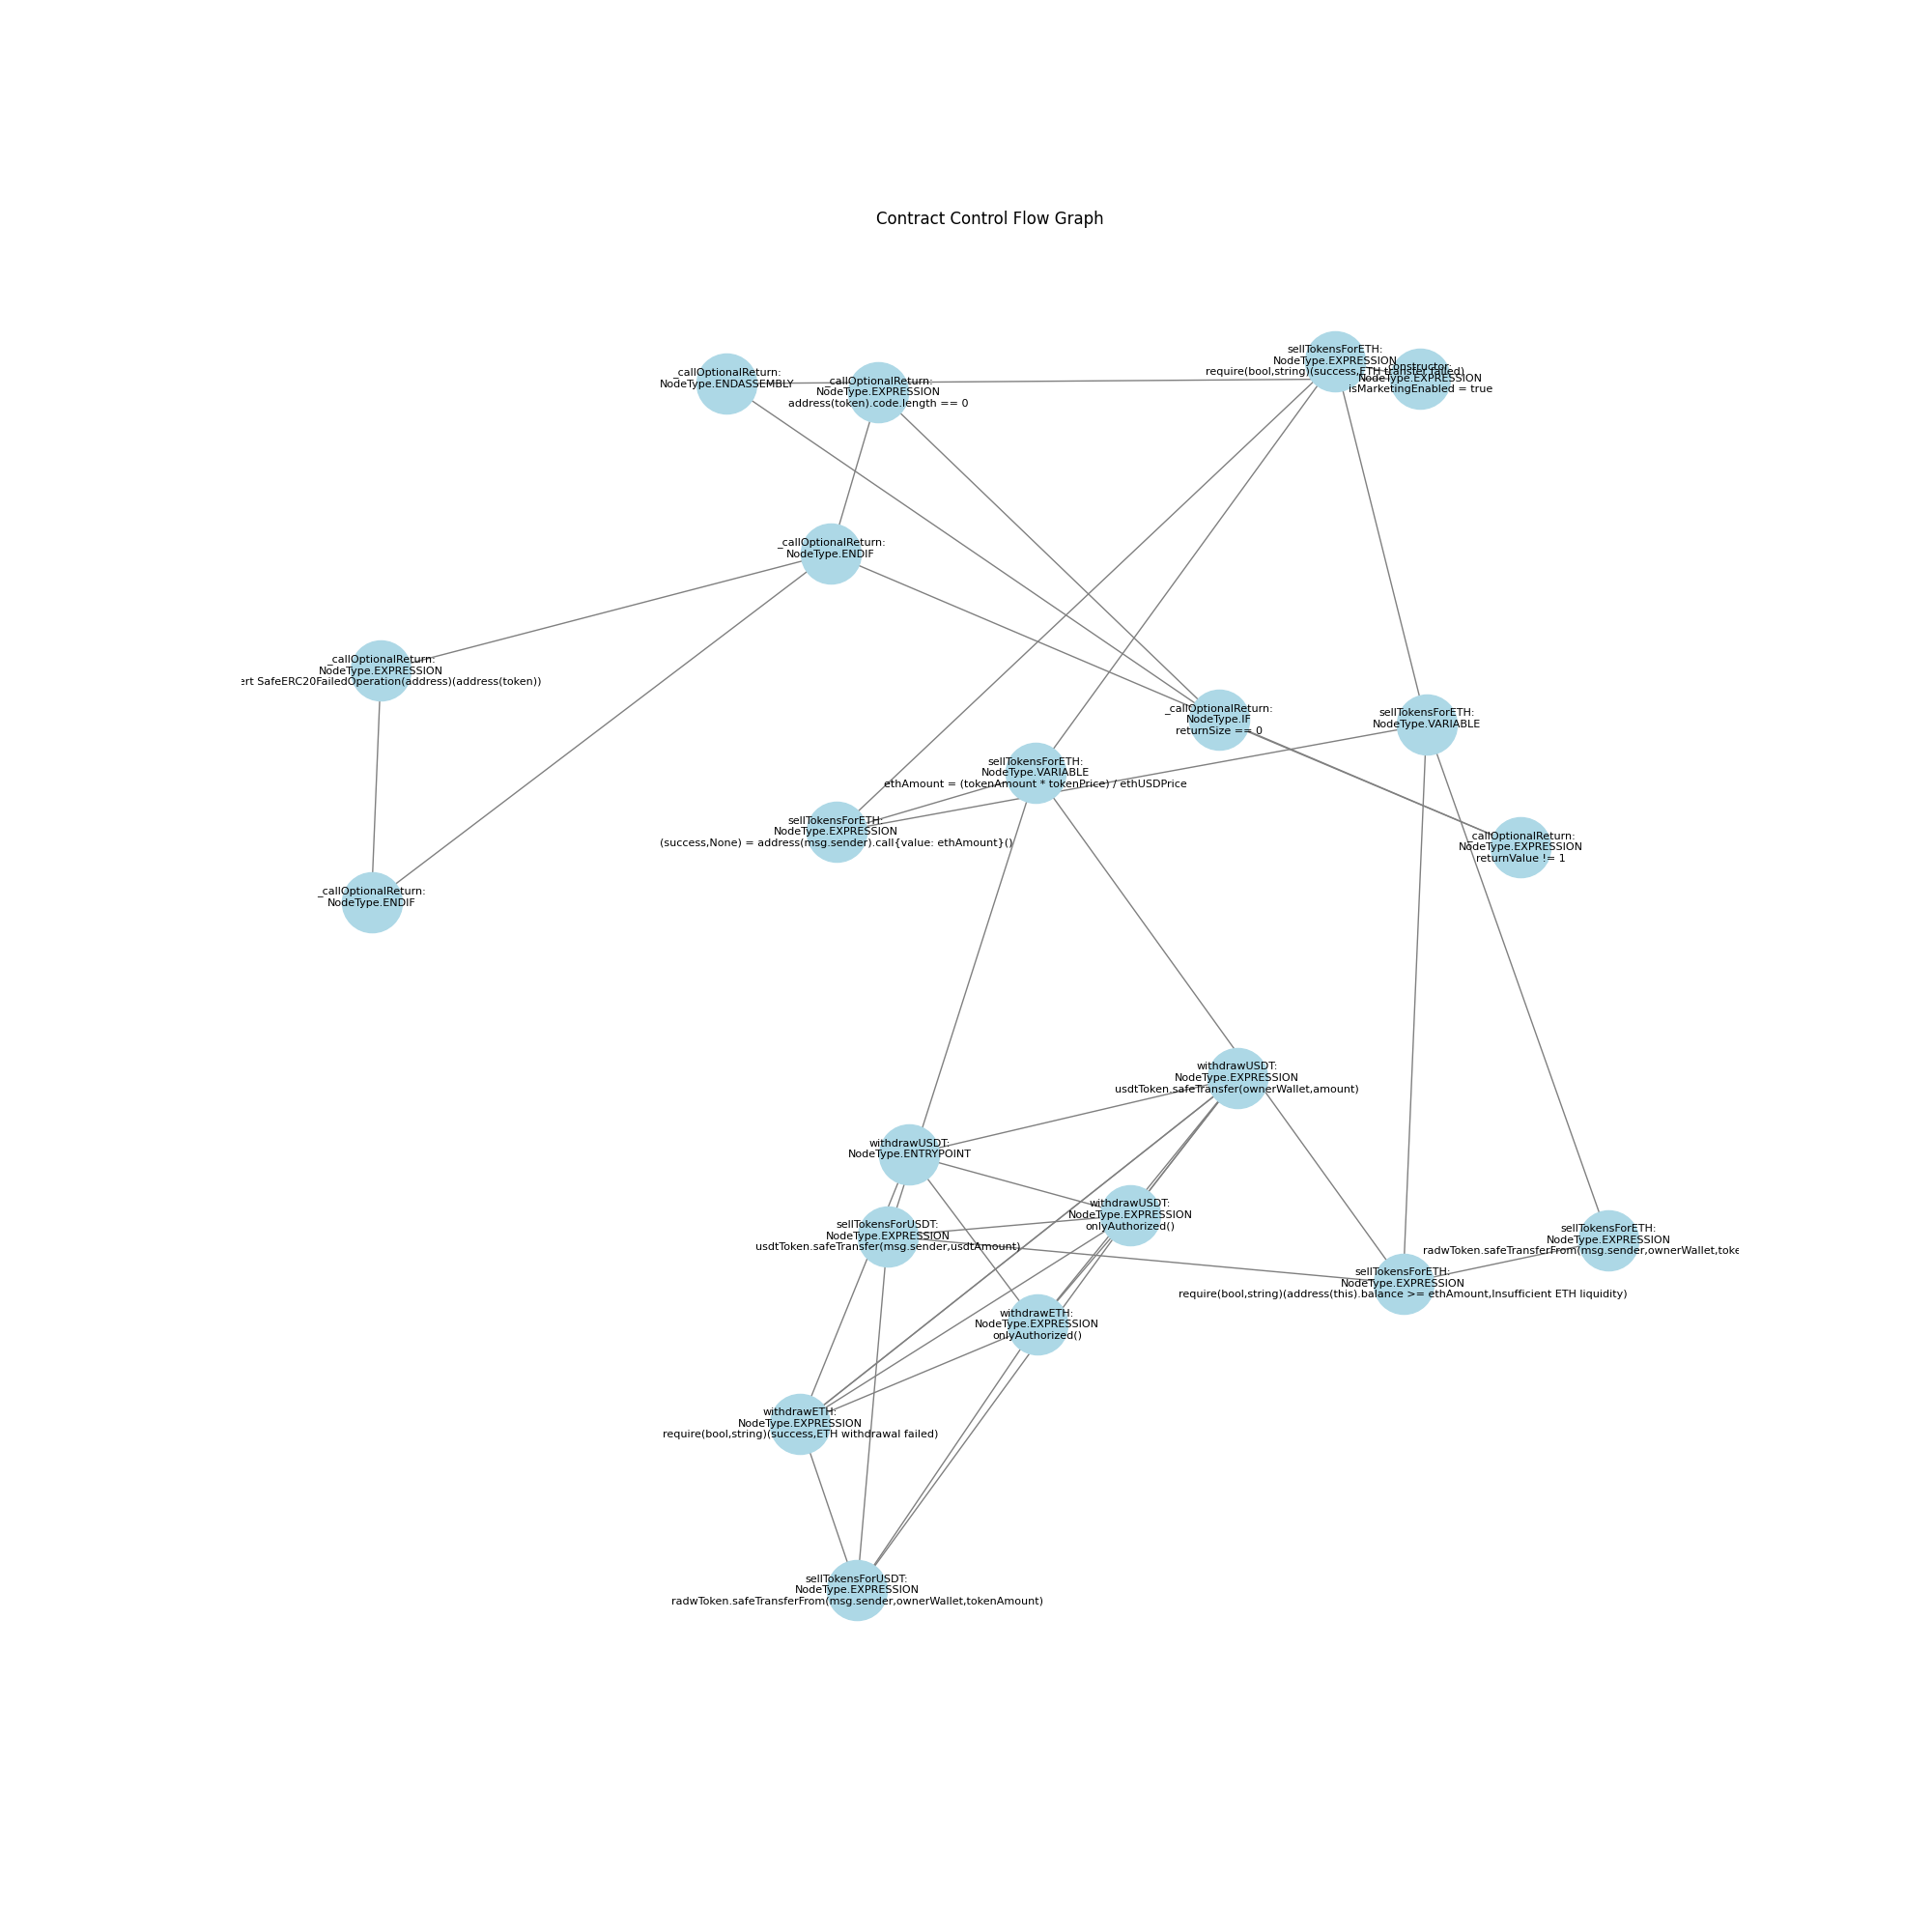 Contract Control Flow Graph
sellTokensForETH:
NodeType.EXPRESSION
require(bool,string)(success,ETH transfer failed)
constructor:
NodeType.EXPRESSION
isMarketingEnabled = true
_callOptionalReturn:
NodeType.ENDASSEMBLY
_callOptionalReturn:
NodeType.EXPRESSION
address(token).code.length == 0
_callOptionalReturn:
NodeType.ENDIF
_callOptionalReturn:
NodeType.EXPRESSION
ert SafeERC20FailedOperation(address)(address(token))
_callOptionalReturn:
NodeType.IF
returnSize == 0
sellTokensForETH:
NodeType.VARIABLE
sellTokensForETH:
NodeType.VARIABLE
ethAmount = (tokenAmount * tokenPrice) / ethUSDPrice
sellTokensForETH:
NodeType.EXPRESSION
(success,None) = address(msg.sender).call{value: ethAmount}()
_callOptionalReturn:
NodeType.EXPRESSION
returnValue != 1
_callOptionalReturn:
NodeType.ENDIF
withdrawUSDT:
NodeType.EXPRESSION
usdtToken.safeTransfer(ownerWallet,amount)
withdrawUSDT:
NodeType.ENTRYPOINT
withdrawUSDT:
NodeType.EXPRESSION
onlyAuthorized()
sellTokensForUSDT:
NodeType.EXPRESSION
usdtToken.safeTransfer(msg.sender,usdtAmount)
sellTokensForETH:
NodeType.EXPRESSION
radwToken.safeTransferFrom(msg.sender,ownerWallet,toke
sellTokensForETH:
NodeType.EXPRESSION
require(bool,string)(address(this).balance >= ethAmount,Insufficient ETH liquidity)
withdrawETH:
NodeType.EXPRESSION
onlyAuthorized()
withdrawETH:
NodeType.EXPRESSION
require(bool,string)(success,ETH withdrawal failed)
sellTokensForUSDT:
NodeType.EXPRESSION
radwToken.safeTransferFrom(msg.sender,ownerWallet,tokenAmount)